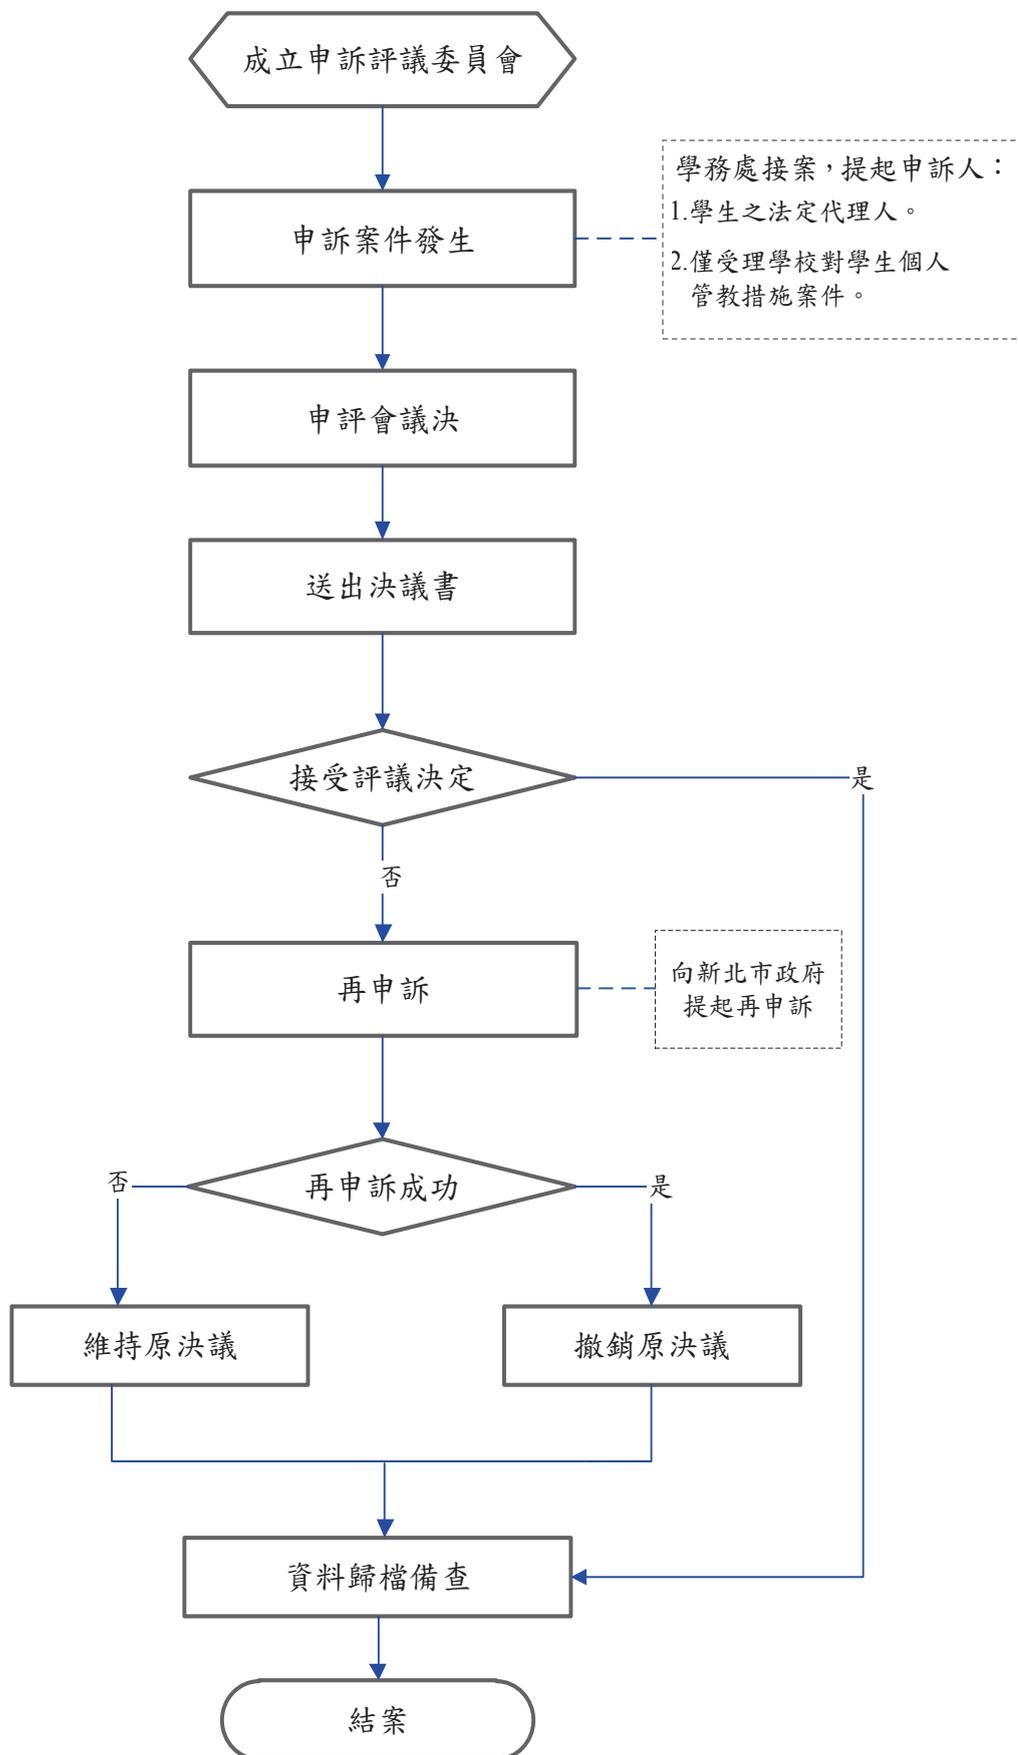 成立申訴評議委員會
申訴案件發生
學務處接案，提起申訴人：
1.學生之法定代理人。
2.僅受理學校對學生個人
管教措施案件。
申評會議決
送出決議書
接受評議決定
是
否
再申訴
向新北市政府
提起再申訴
再申訴成功
否
是
維持原決議
撤銷原決議
資料歸檔備查
結案